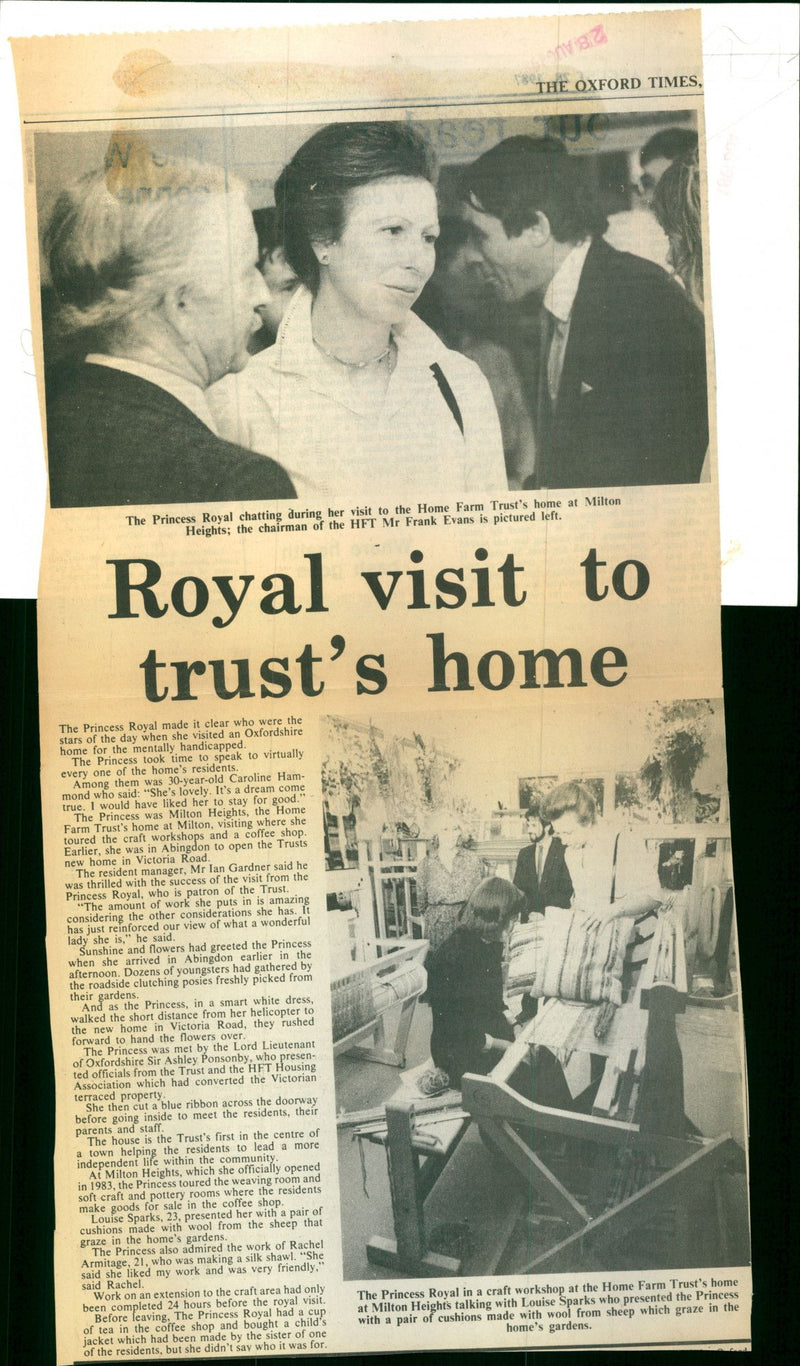 28 AUG
THE OXFORD TIMES,
The Princess Royal chatting during her visit to the Home Farm Trust's home at Milton
Heights; the chairman of the HFT Mr Frank Evans is pictured left.
Royal visit to
trust's home
The Princess Royal made it clear who were the
stars of the day when she visited an Oxfordshire
home for the mentally handicapped.
The Princess took time to speak to virtually
every one of the home's residents.
Among them was 30-year-old Caroline Ham-
mond who said: “She's lovely. It's a dream come
true. I would have liked her to stay for good.”
The Princess was Milton Heights, the Home
Farm Trust's home at Milton, visiting where she
toured the craft workshops and a coffee shop.
Earlier, she was in Abingdon to open the Trusts
new home in Victoria Road.
The resident manager, Mr Ian Gardner said he
was thrilled with the success of the visit from the
Princess Royal, who is patron of the Trust.
“The amount of work she puts in is amazing
considering the other considerations she has. It
has just reinforced our view of what a wonderful
lady she is,” he said.
Sunshine and flowers had greeted the Princess
when she arrived in Abingdon earlier in the
afternoon. Dozens of youngsters had gathered by
the roadside clutching posies freshly picked from
their gardens.
And as the Princess, in a smart white dress,
walked the short distance from her helicopter to
the new home in Victoria Road, they rushed
forward to hand the flowers over.
The Princess was met by the Lord Lieutenant
of Oxfordshire Sir Ashley Ponsonby, who presen-
ted officials from the Trust and the HFT Housing
Association which had converted the Victorian
terraced property.
She then cut a blue ribbon across the doorway
before going inside to meet the residents, their
parents and staff.
The house is the Trust's first in the centre of
a town helping the residents to lead a more
independent life within the community.
At Milton Heights, which she officially opened
in 1983, the Princess toured the weaving room and
soft craft and pottery rooms where the residents
make goods for sale in the coffee shop.
Louise Sparks, 23, presented her with a pair of
cushions made with wool from the sheep that
graze in the home's gardens.
The Princess also admired the work of Rachel
Armitage, 21, who was making a silk shawl. “She
said she liked my work and was very friendly,”
said Rachel.
Work on an extension to the craft area had only
been completed 24 hours before the royal visit.
Before leaving, The Princess Royal had a cup
of tea in the coffee shop and bought a child's
jacket which had been made by the sister of one
of the residents, but she didn't say who it was for.
The Princess Royal in a craft workshop at the Home Farm Trust's home
at Milton Heights talking with Louise Sparks who presented the Princess
with a pair of cushions made with wool from sheep which graze in the
home's gardens.